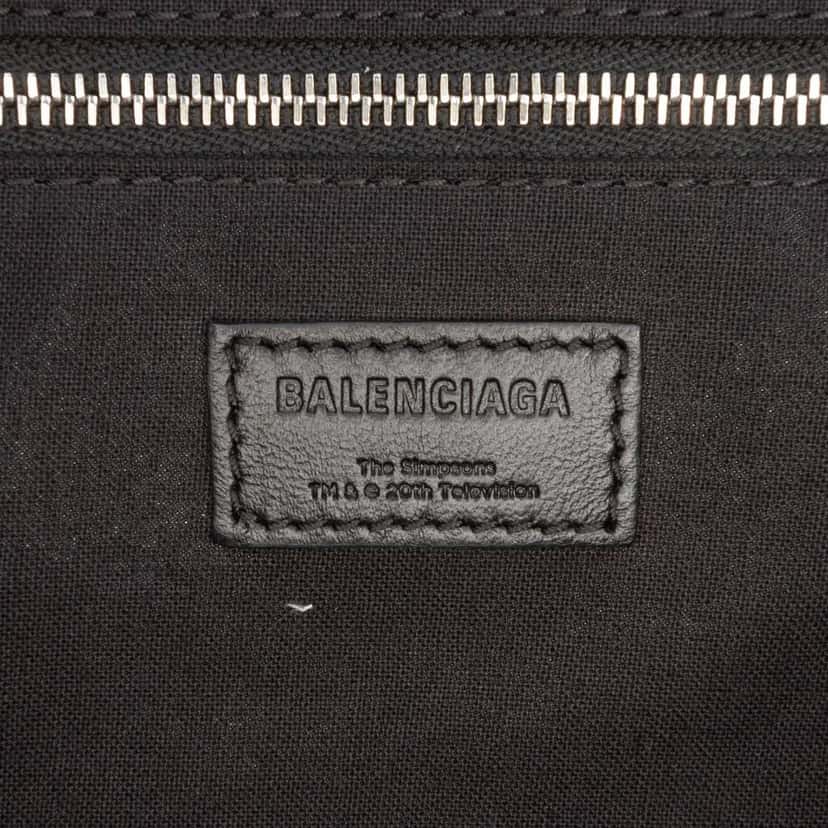 BALENCIAGA
The Simpsons
TM & © 20th Television